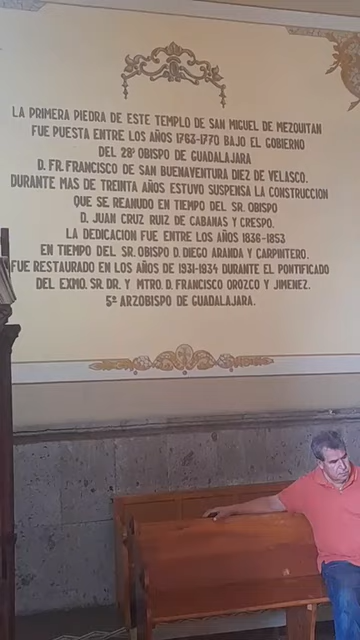 LA PRIMERA PIEDRA DE ESTE TEMPLO DE SAN MIGUEL DE MEZQUITAN
FUE PUESTA ENTRE LOS AÑOS 1763-1770 BAJO EL GOBIERNO
DEL 28º OBISPO DE GUADALAJARA
D. FR. FRANCISCO DE SAN BUENAVENTURA DIEZ DE VELASCO.
DURANTE MAS DE TREINTA AÑOS ESTUVO SUSPENSA LA CONSTRUCCION
QUE SE REANUDO EN TIEMPO DEL SR. OBISPO
D. JUAN CRUZ RUIZ DE CABAÑAS Y CRESPO.
LA DEDICACION FUE ENTRE LOS AÑOS 1836-1853
EN TIEMPO DEL SR. OBISPO D. DIEGO ARANDA Y CARPINTERO.
FUE RESTAURADO EN LOS AÑOS DE 1931-1934 DURANTE EL PONTIFICADO
DEL EXMO. SR. DR. Y MTRO. D. FRANCISCO OROZCO Y JIMENEZ.
5º ARZOBISPO DE GUADALAJARA.